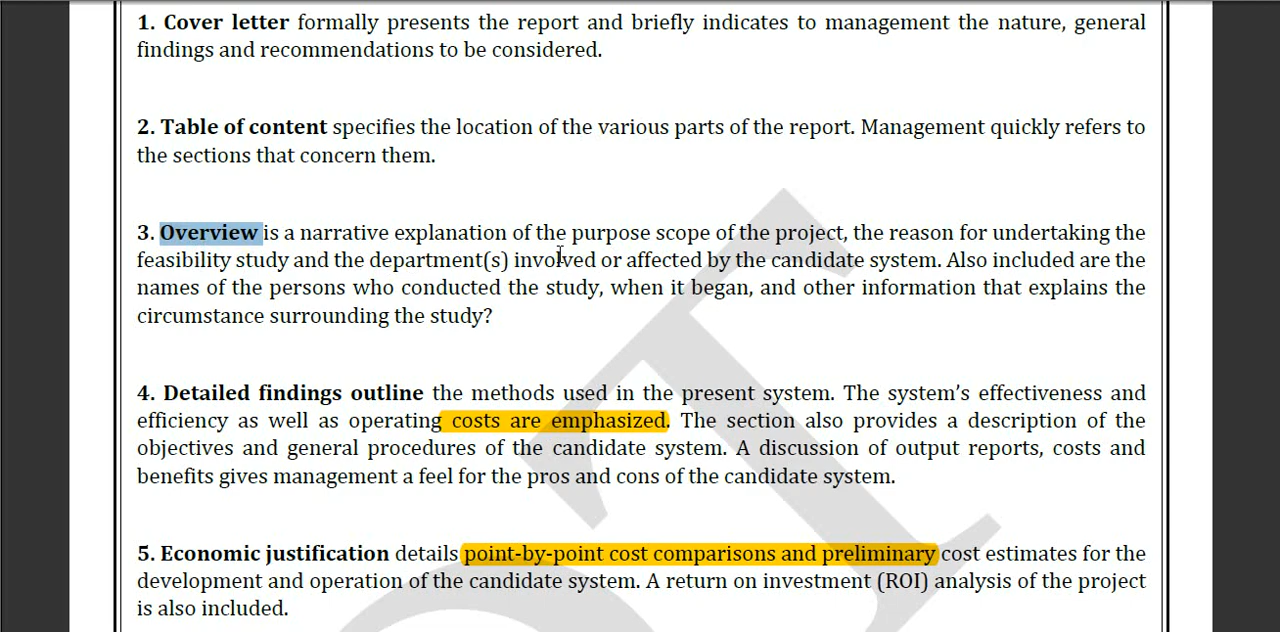 1. Cover letter formally presents the report and briefly indicates to management the nature, general
findings and recommendations to be considered.
2. Table of content specifies the location of the various parts of the report. Management quickly refers to
the sections that concern them.
3. Overview is a narrative explanation of the purpose scope of the project, the reason for undertaking the
feasibility study and the department(s) involved or affected by the candidate system. Also included are the
names of the persons who conducted the study, when it began, and other information that explains the
circumstance surrounding the study?
4. Detailed findings outline the methods used in the present system. The system’s effectiveness and
efficiency as well as operating costs are emphasized. The section also provides a description of the
objectives and general procedures of the candidate system. A discussion of output reports, costs and
benefits gives management a feel for the pros and cons of the candidate system.
5. Economic justification details point-by-point cost comparisons and preliminary cost estimates for the
development and operation of the candidate system. A return on investment (ROI) analysis of the project
is also included.